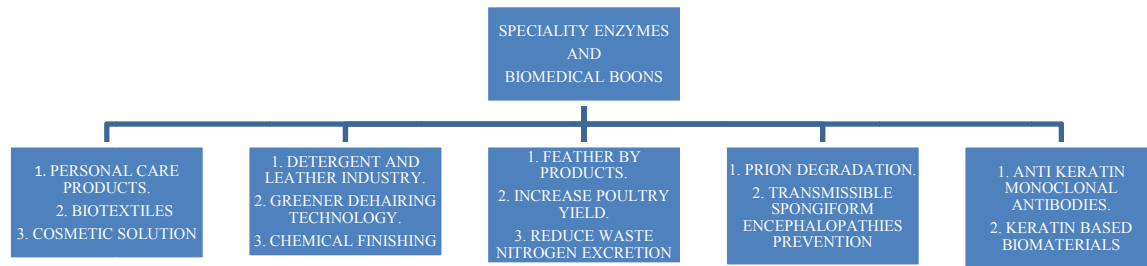 SPECIALITY ENZYMES
AND
BIOMEDICAL BOONS
1. PERSONAL CARE
PRODUCTS.
2. BIOTEXTILES
3. COSMETIC SOLUTION
1. DETERGENT AND
LEATHER INDUSTRY.
2. GREENER DEHAIRING
TECHNOLOGY.
3. CHEMICAL FINISHING
1. FEATHER BY
PRODUCTS.
2. INCREASE POULTRY
YIELD.
3. REDUCE WASTE
NITROGEN EXCRETION
1. PRION DEGRADATION.
2. TRANSMISSIBLE
SPONGIFORM
ENCEPHALOPATHIES
PREVENTION
1. ANTI KERATIN
MONOCLONAL
ANTIBODIES.
2. KERATIN BASED
BIOMATERIALS